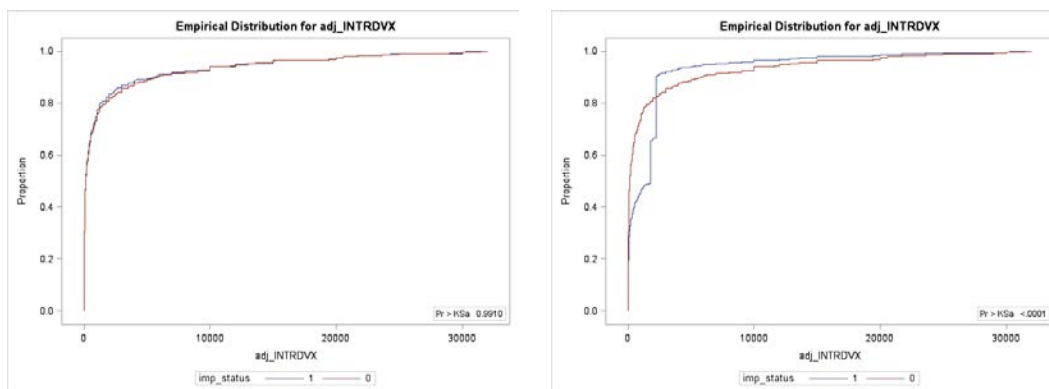 Empirical Distribution for adj_INTRDVX
1.0
0.8
0.6
0.4
0.2
0.0
Proportion
Pr > KSa 0.9910
0 10000 20000 30000
adj_INTRDVX
imp_status 1 0
Empirical Distribution for adj_INTRDVX
1.0
0.8
0.6
0.4
0.2
0.0
Proportion
Pr > KSa <.0001
0 10000 20000 30000
adj_INTRDVX
imp_status 1 0